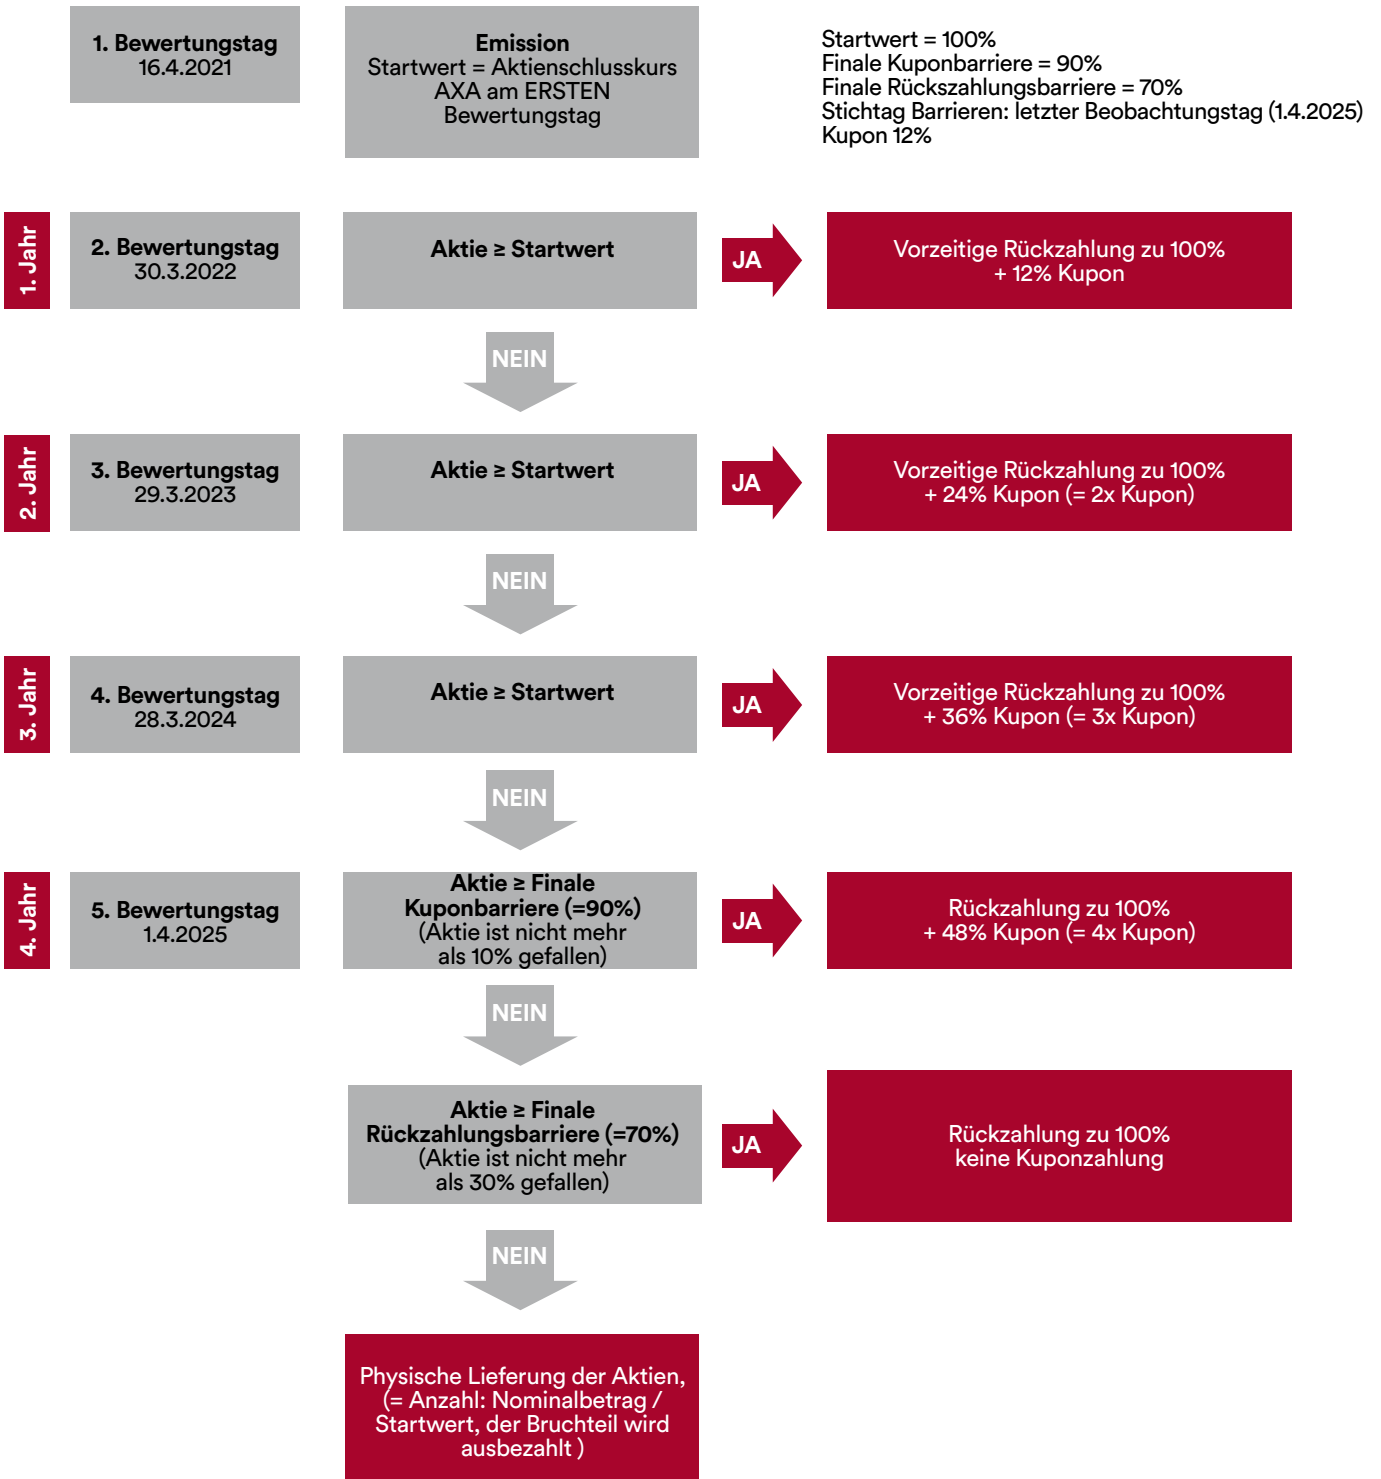 1. Bewertungstag
16.4.2021
Emission
Startwert = Aktienschlusskurs
AXA am ERSTEN
Bewertungstag
Startwert = 100%
Finale Kuponbarriere = 90%
Finale Rückszahlungsbarriere = 70%
Stichtag Barrieren: letzter Beobachtungstag (1.4.2025)
Kupon 12%
1. Jahr
2. Bewertungstag
30.3.2022
Aktie ≥ Startwert
JA
Vorzeitige Rückzahlung zu 100%
+ 12% Kupon
NEIN
2. Jahr
3. Bewertungstag
29.3.2023
Aktie ≥ Startwert
JA
Vorzeitige Rückzahlung zu 100%
+ 24% Kupon (= 2x Kupon)
NEIN
3. Jahr
4. Bewertungstag
28.3.2024
Aktie ≥ Startwert
JA
Vorzeitige Rückzahlung zu 100%
+ 36% Kupon (= 3x Kupon)
NEIN
4. Jahr
5. Bewertungstag
1.4.2025
Aktie ≥ Finale
Kuponbarriere (=90%)
(Aktie ist nicht mehr
als 10% gefallen)
JA
Rückzahlung zu 100%
+ 48% Kupon (= 4x Kupon)
NEIN
Aktie ≥ Finale
Rückzahlungsbarriere (=70%)
(Aktie ist nicht mehr
als 30% gefallen)
JA
Rückzahlung zu 100%
keine Kuponzahlung
NEIN
Physische Lieferung der Aktien,
(= Anzahl: Nominalbetrag /
Startwert, der Bruchteil wird
ausbezahlt )